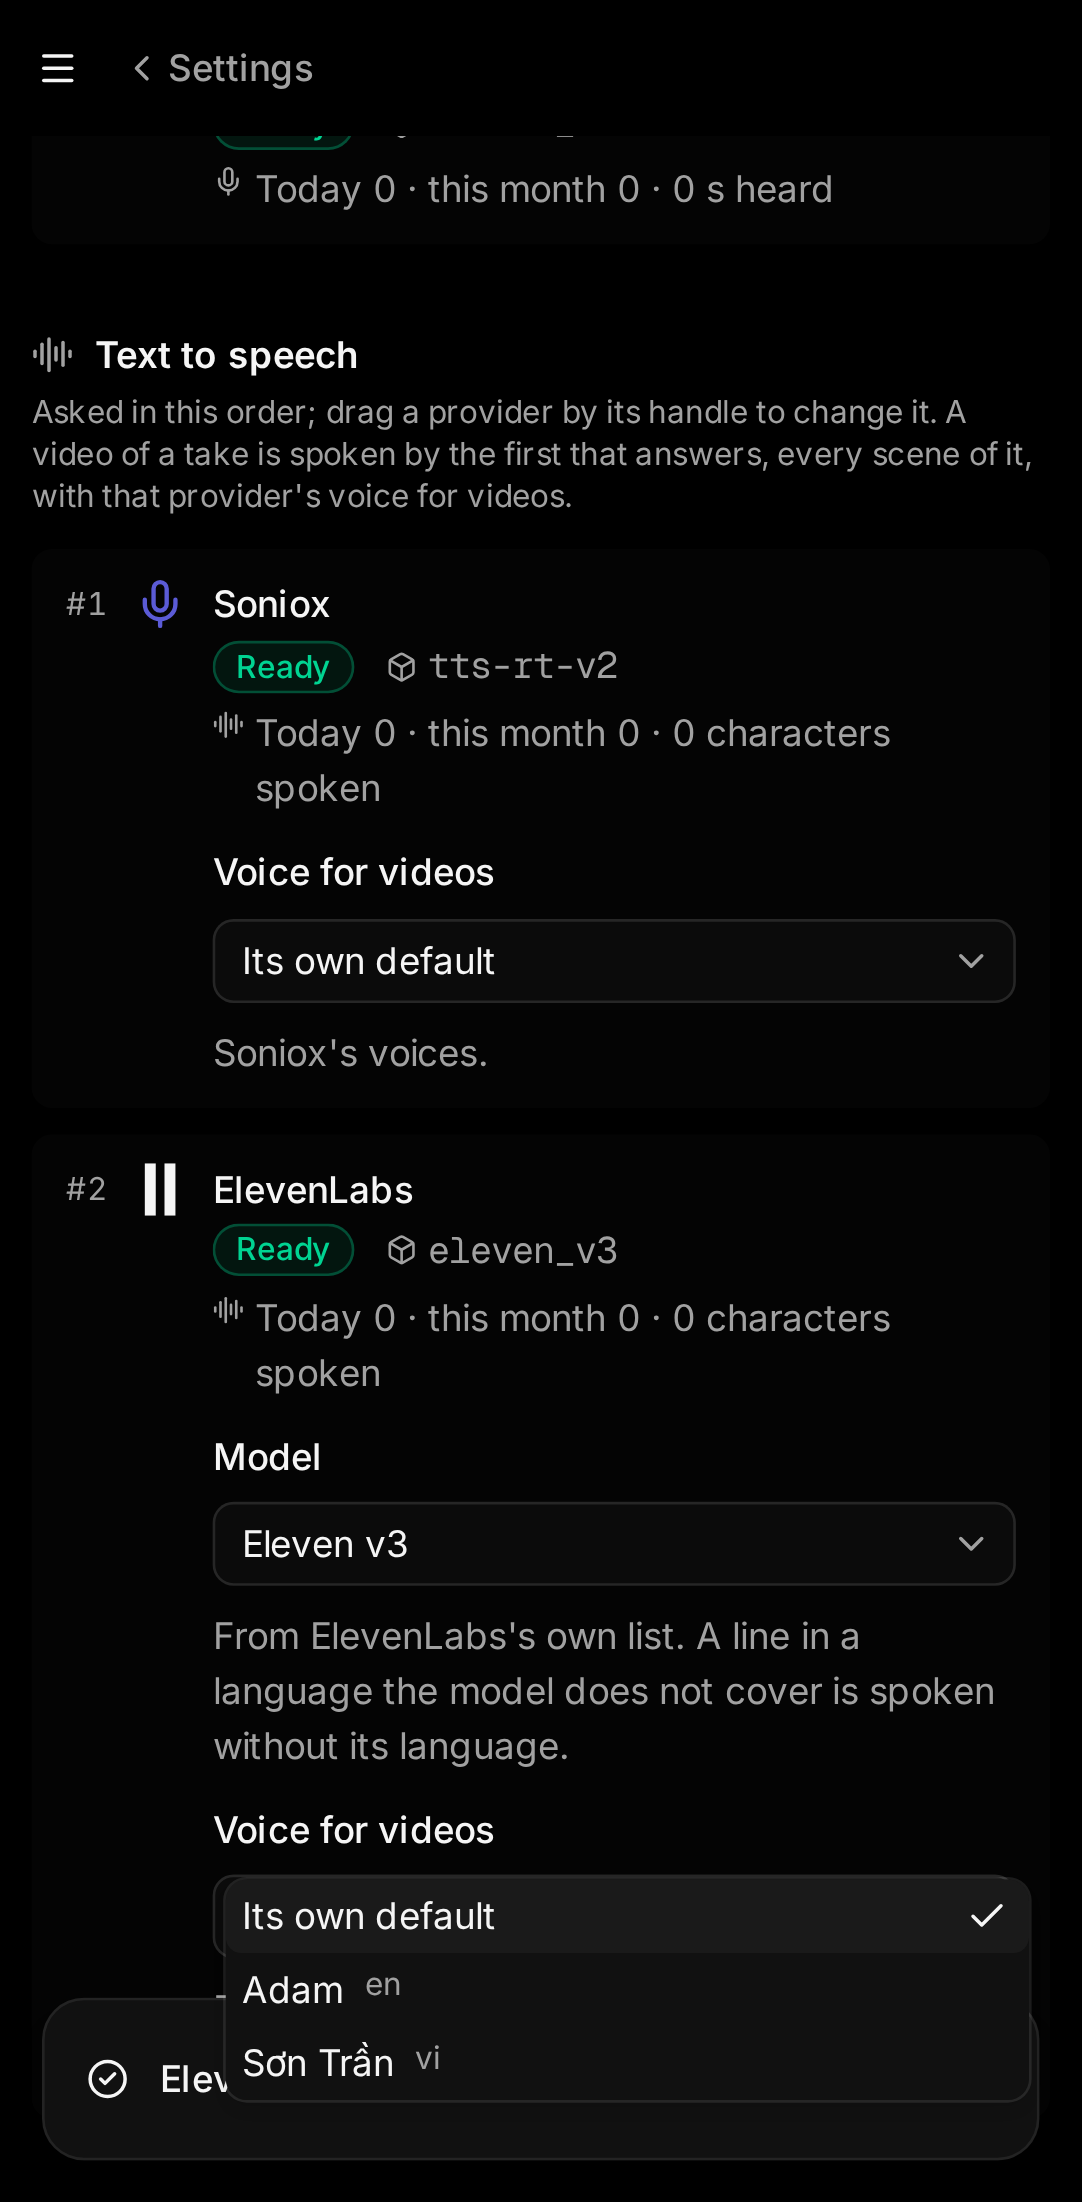 Settings
Today 0 · this month 0 · 0 s heard
Text to speech
Asked in this order; drag a provider by its handle to change it. A
video of a take is spoken by the first that answers, every scene of it,
with that provider's voice for videos.
#1 Soniox
Ready tts-rt-v2
Today 0 · this month 0 · 0 characters
spoken
Voice for videos
Its own default
Soniox's voices.
#2 ElevenLabs
Ready eleven_v3
Today 0 · this month 0 · 0 characters
spoken
Model
Eleven v3
From ElevenLabs's own list. A line in a
language the model does not cover is spoken
without its language.
Voice for videos
Its own default
Adam en
Sơn Trần vi